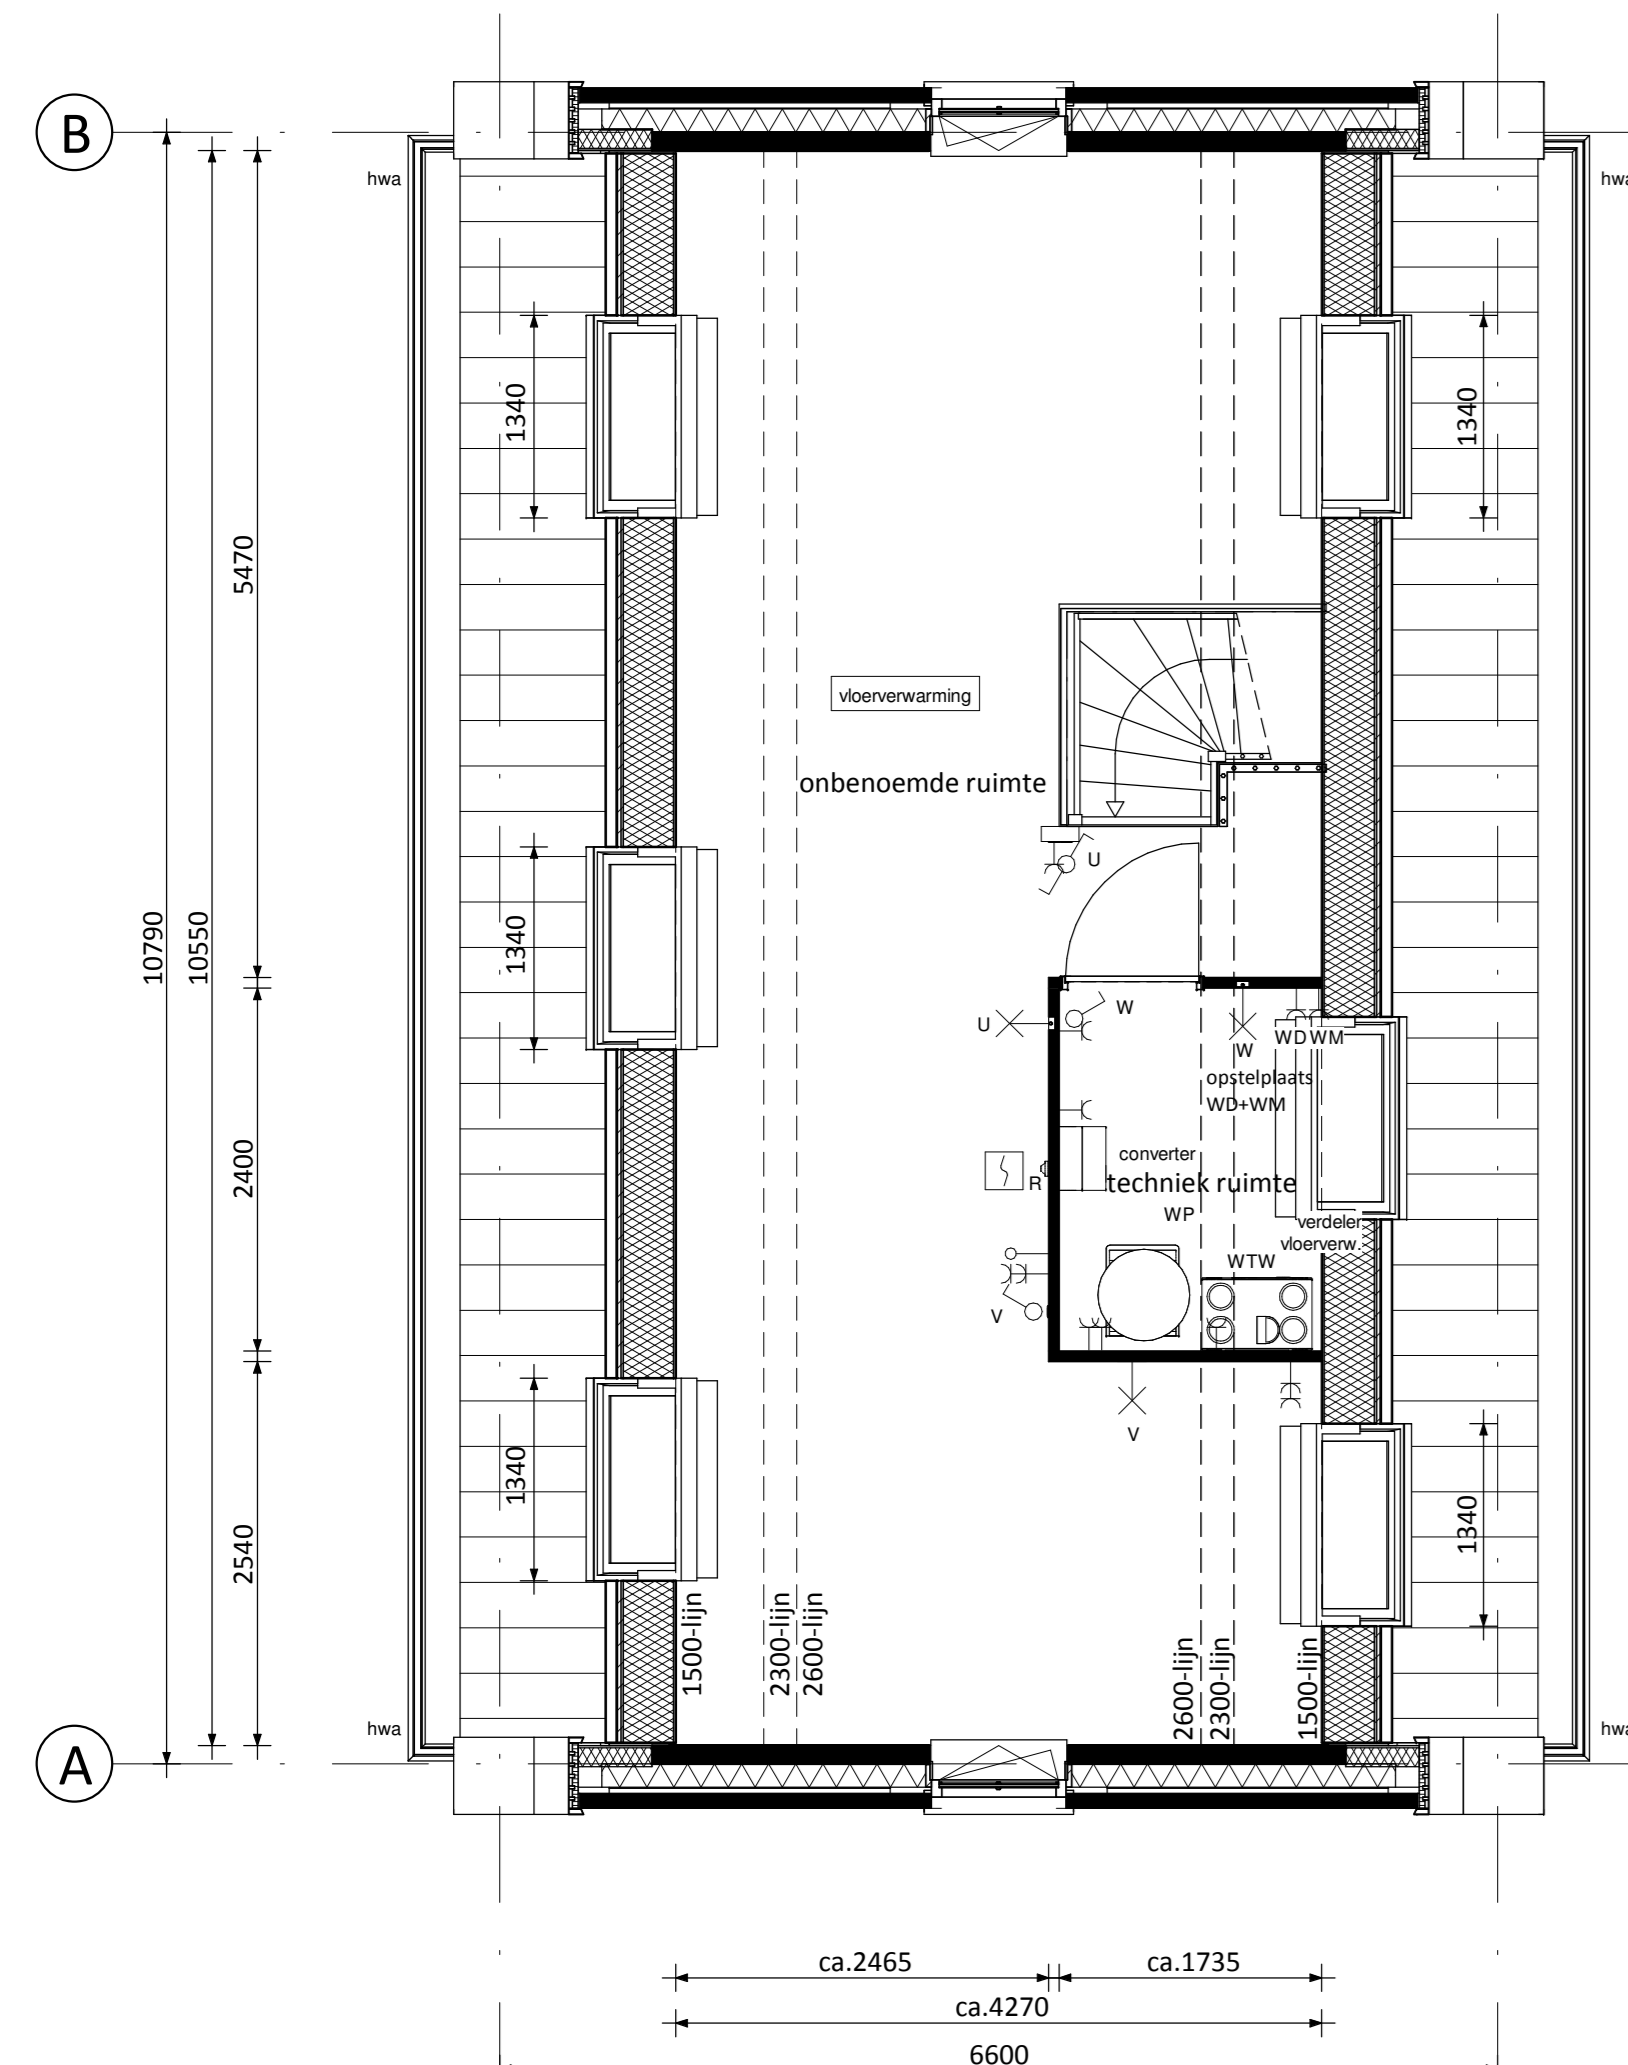 B
hwa
hwa
1340
1340
5470
vloerverwarming
onbenoemde ruimte
U
10790
10550
1340
W
U
W
WD WM
opstelplaats
WD+WM
2400
converter
R
techniek ruimte
WP
verdeler
vloerverw.
WTW
V
V
1340
1340
2540
1500-lijn
2300-lijn
2600-lijn
2600-lijn
2300-lijn
1500-lijn
hwa
hwa
A
ca.2465
ca.1735
ca.4270
6600